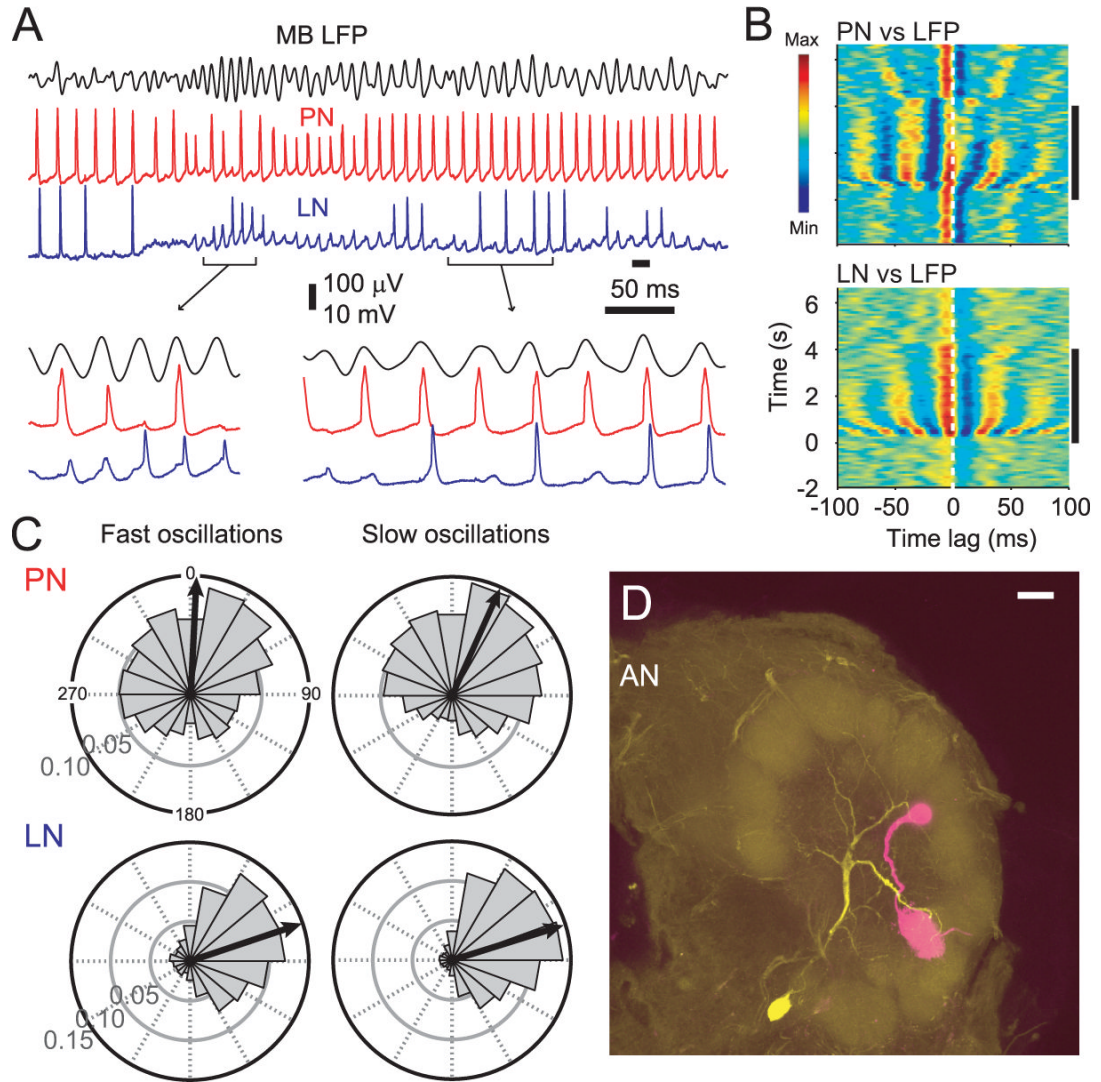 A
MB LFP
PN
LN
100 μV
10 mV
50 ms
B
Max
Min
PN vs LFP
LN vs LFP
Time (s)
6
4
2
0
-2
-100 -50 0 50 100
Time lag (ms)
C
Fast oscillations
Slow oscillations
PN
0
270
90
180
0.05
0.10
LN
0.05
0.10
0.15
D
AN